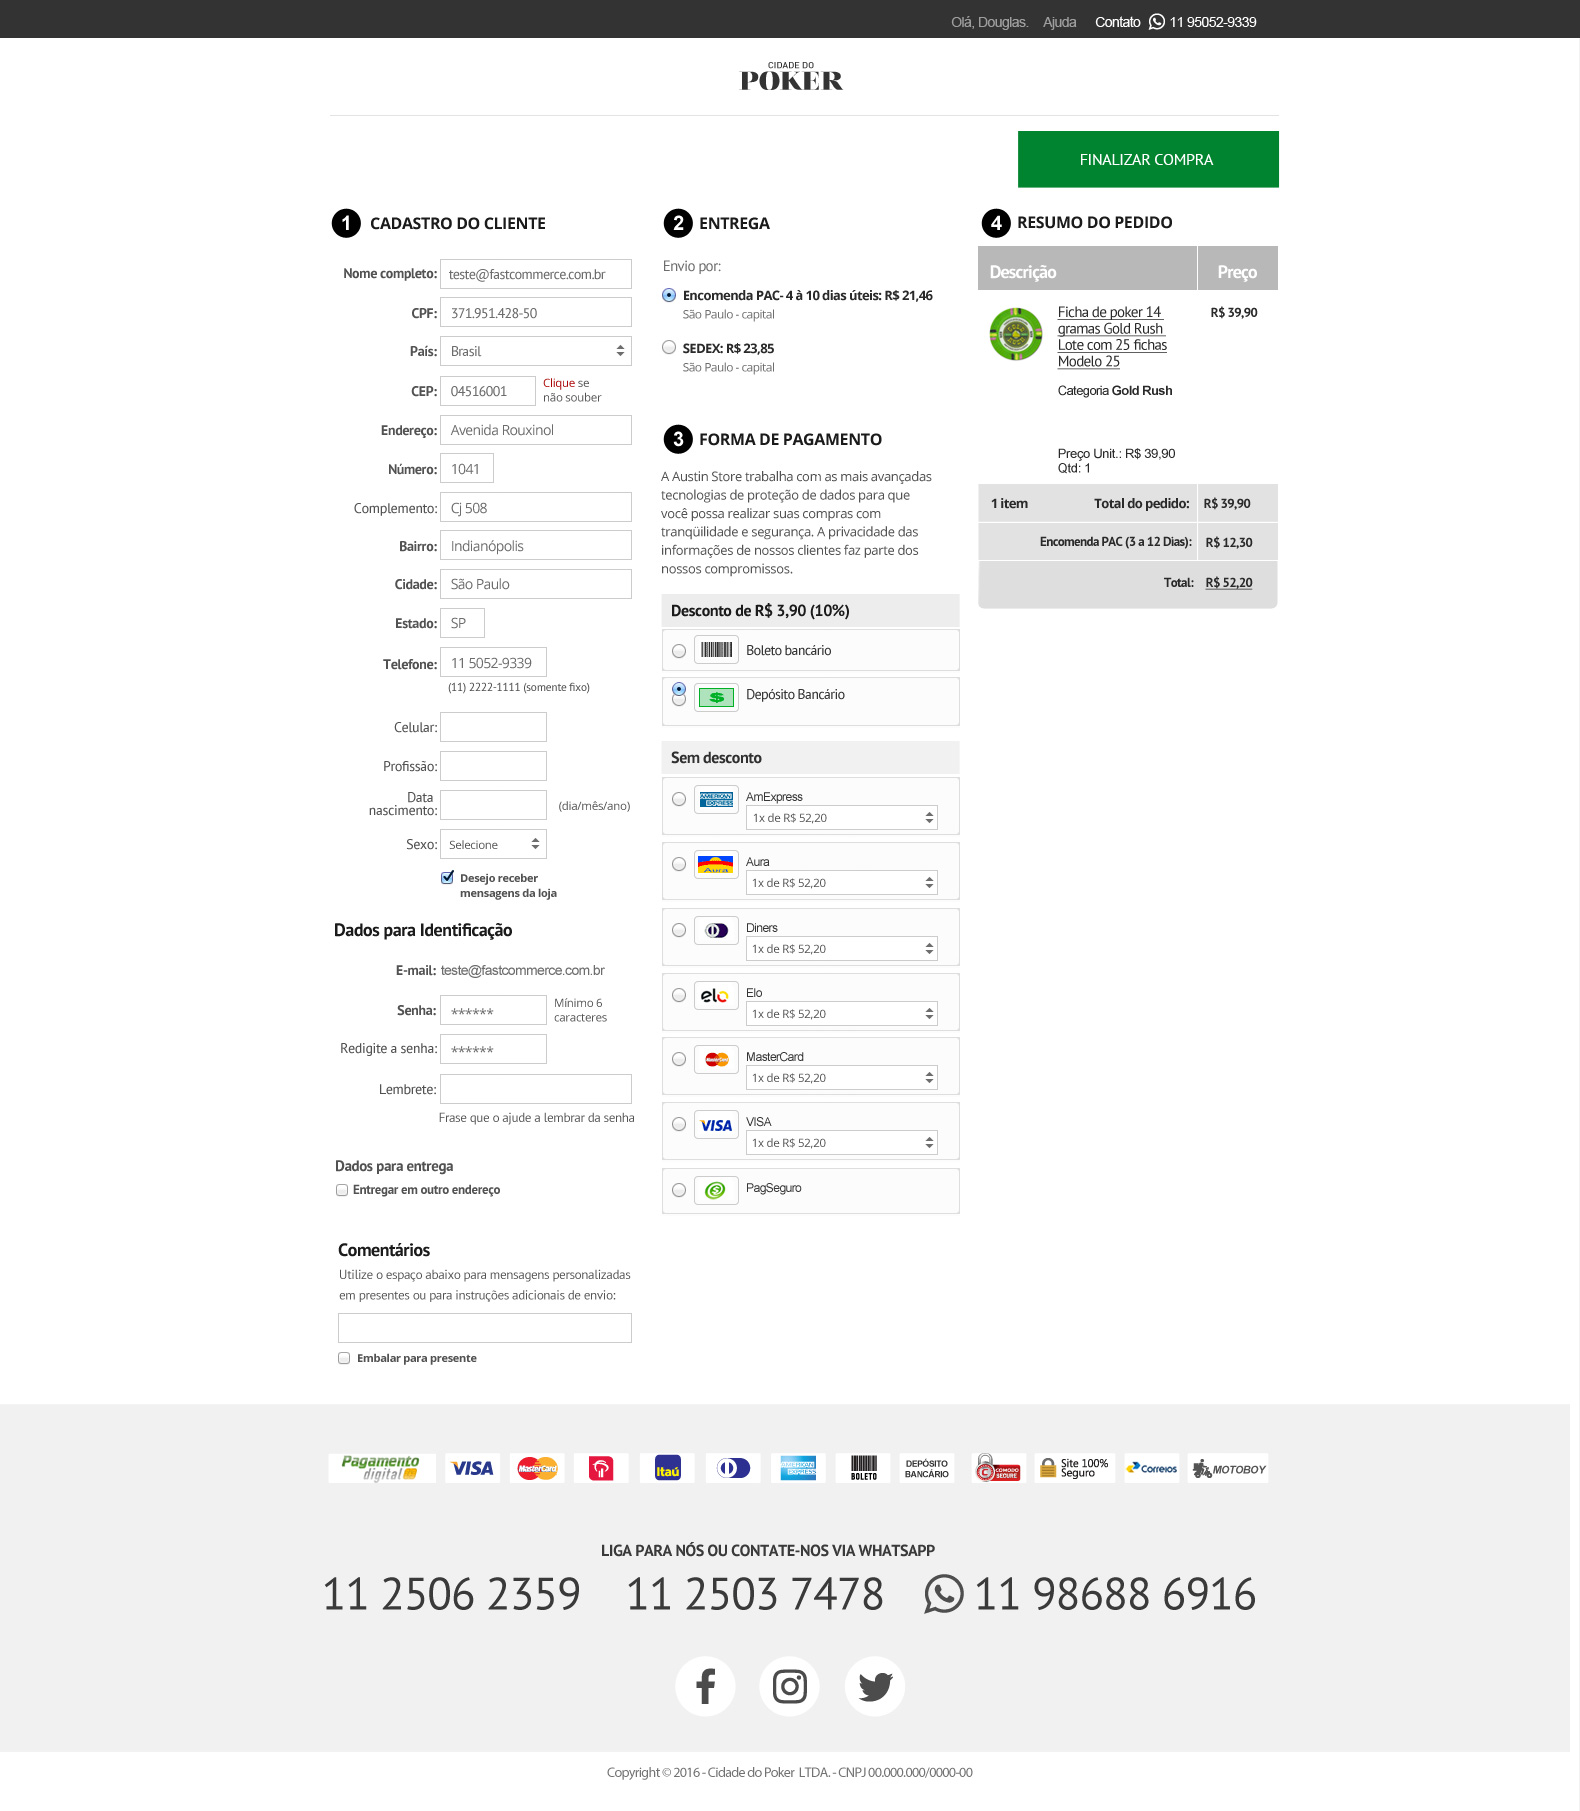 Olá, Douglas. Ajuda Contato 11 95052-9339
CIDADE DO
POKER
FINALIZAR COMPRA
1 CADASTRO DO CLIENTE
Nome completo: teste@fastcommerce.com.br
CPF: 371.951.428-50
País: Brasil
CEP: 04516001 Clique se
não souber
Endereço: Avenida Rouxinol
Número: 1041
Complemento: Cj 508
Bairro: Indianópolis
Cidade: São Paulo
Estado: SP
Telefone: 11 5052-9339
(11) 2222-1111 (somente fixo)
Celular:
Profissão:
Data
nascimento: (dia/mês/ano)
Sexo: Selecione
Desejo receber
mensagens da loja
Dados para Identificação
E-mail: teste@fastcommerce.com.br
Senha: ****** Mínimo 6
caracteres
Redigite a senha: ******
Lembrete:
Frase que o ajude a lembrar da senha
Dados para entrega
Entregar em outro endereço
Comentários
Utilize o espaço abaixo para mensagens personalizadas
em presentes ou para instruções adicionais de envio:
Embalar para presente
2 ENTREGA
Envio por:
Encomenda PAC- 4 à 10 dias úteis: R$ 21,46
São Paulo - capital
SEDEX: R$ 23,85
São Paulo - capital
3 FORMA DE PAGAMENTO
A Austin Store trabalha com as mais avançadas
tecnologias de proteção de dados para que
você possa realizar suas compras com
tranqüilidade e segurança. A privacidade das
informações de nossos clientes faz parte dos
nossos compromissos.
Desconto de R$ 3,90 (10%)
Boleto bancário
$ Depósito Bancário
Sem desconto
AMERICAN EXPRESS AmExpress
1x de R$ 52,20
Aura Aura
1x de R$ 52,20
Diners
1x de R$ 52,20
elo Elo
1x de R$ 52,20
MasterCard MasterCard
1x de R$ 52,20
VISA VISA
1x de R$ 52,20
PagSeguro
4 RESUMO DO PEDIDO
Descrição Preço
Ficha de poker 14 R$ 39,90
gramas Gold Rush
Lote com 25 fichas
Modelo 25
Categoria Gold Rush
Preço Unit.: R$ 39,90
Qtd: 1
1 item Total do pedido: R$ 39,90
Encomenda PAC (3 a 12 Dias): R$ 12,30
Total: R$ 52,20
Pagamento digital VISA MasterCard Itaú AMERICAN EXPRESS BOLETO DEPÓSITO BANCÁRIO COMODO SECURE Site 100% Seguro Correios MOTOBOY
LIGA PARA NÓS OU CONTATE-NOS VIA WHATSAPP
11 2506 2359 11 2503 7478 11 98688 6916
Copyright © 2016 - Cidade do Poker LTDA. - CNPJ 00.000.000/0000-00